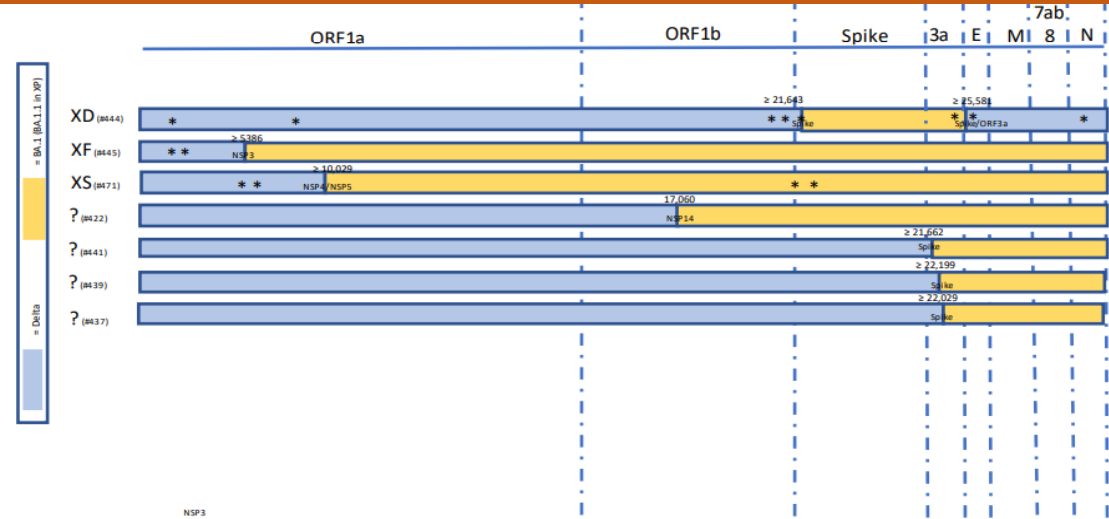 7ab
ORF1a ORF1b Spike 3a E M 8 N
= BA.1 (BA.1.1 in XP)
= Delta
≥ 21,643 ≥ 25,581
XD (#444) * * * * * Spike * * Spike/ORF3a *
≥ 5386
XF (#445) * * NSP3
≥ 10,029
XS (#471) * * NSP4/NSP5 * *
17,060
? (#422) NSP14
≥ 21,662
? (#441) Spike
≥ 22,199
? (#439) Spike
≥ 22,029
? (#437) Spike
NSP3